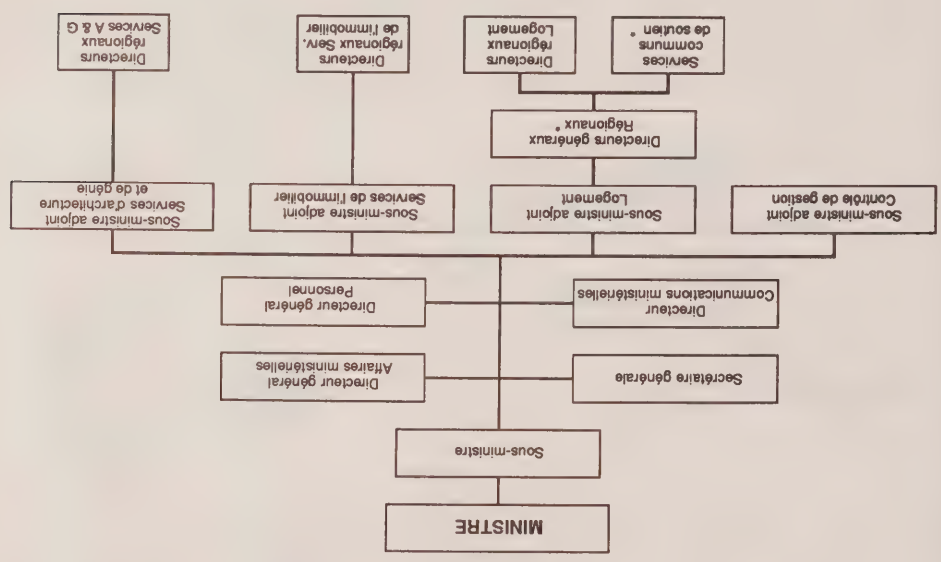 MINISTRE
Sous-ministre
Secrétaire générale
Directeur général
Affaires ministérielles
Directeur
Communications ministérielles
Directeur général
Personnel
Sous-ministre adjoint
Contrôle de gestion
Sous-ministre adjoint
Logement
Sous-ministre adjoint
Services de l'immobilier
Sous-ministre adjoint
Services d'architecture
et de génie
Directeurs généraux
Régionaux *
Services
communs
de soutien *
Directeurs
régionaux
Logement
Directeurs
régionaux Serv.
de l'immobilier
Directeurs
régionaux
Services A & G